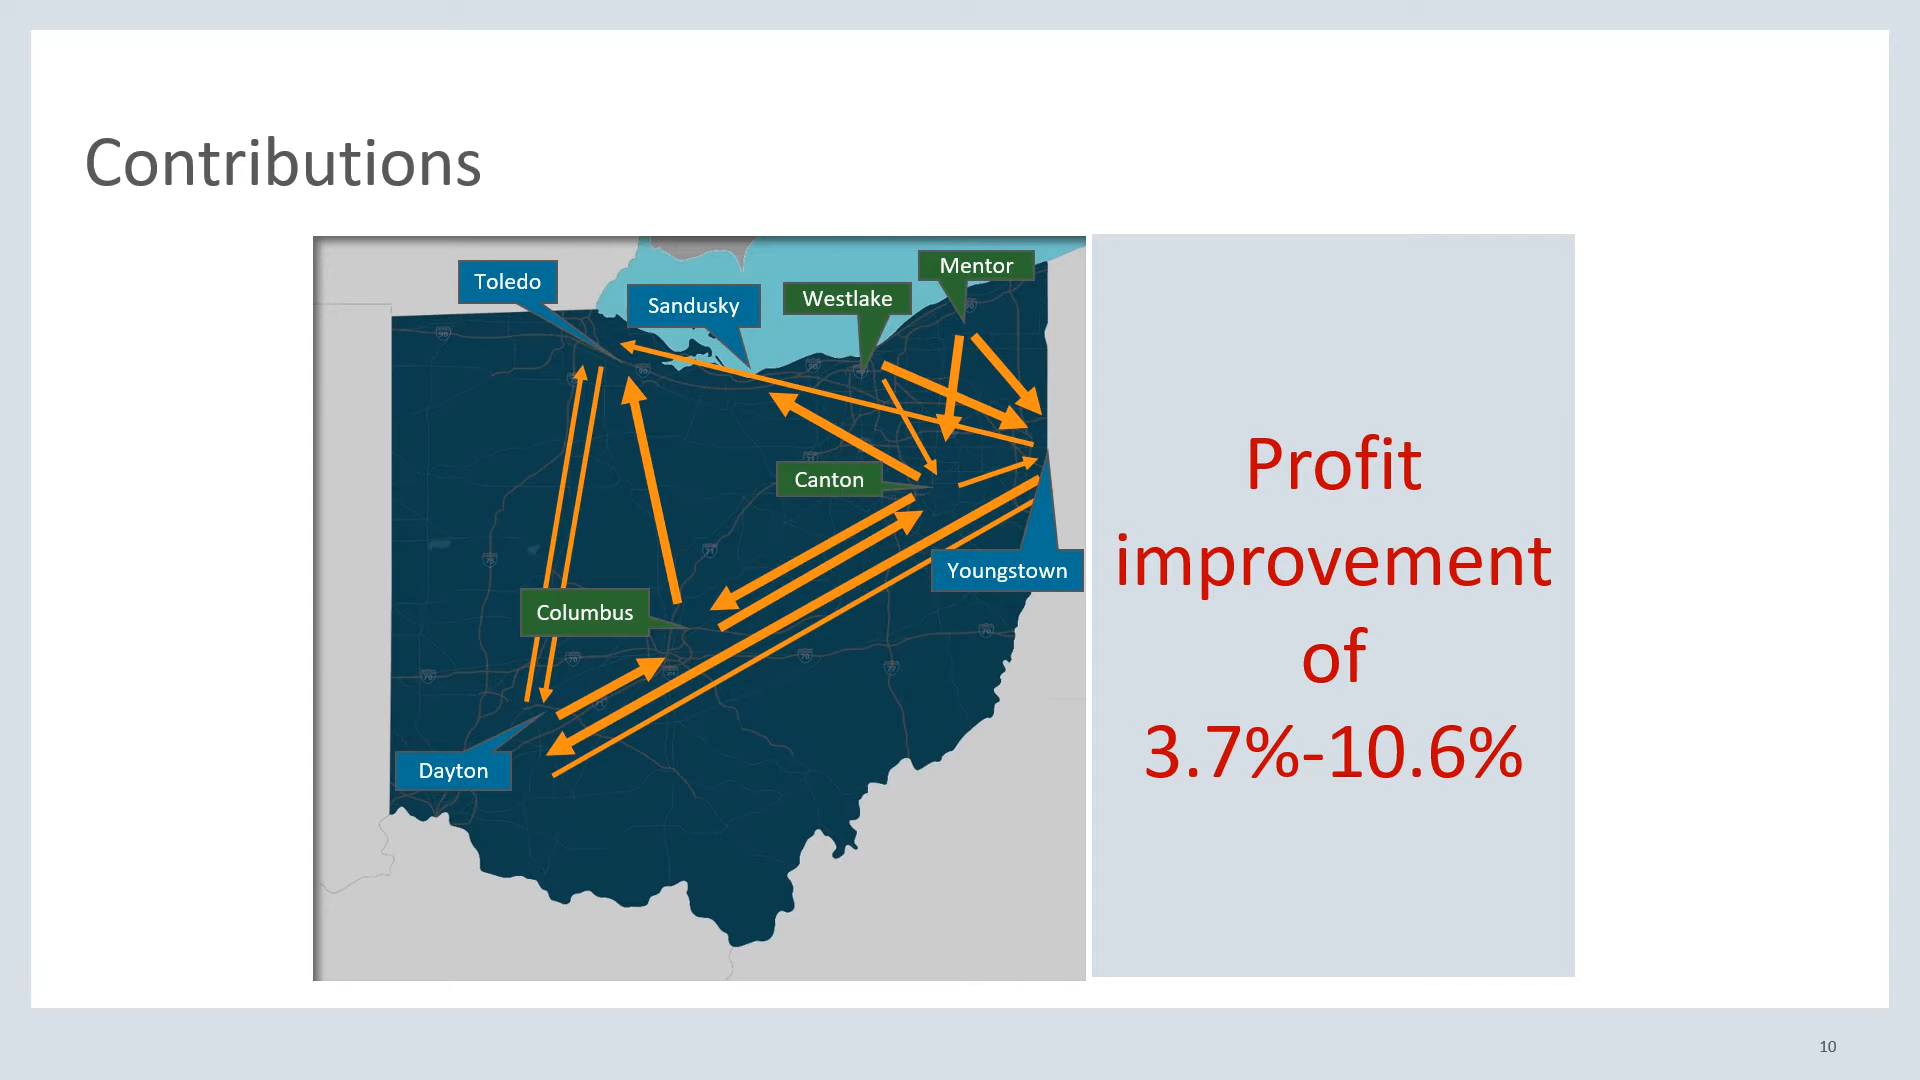 Contributions
Mentor
Toledo
Westlake
Sandusky
Canton
Youngstown
Columbus
Dayton
Profit
improvement
of
3.7%-10.6%
10